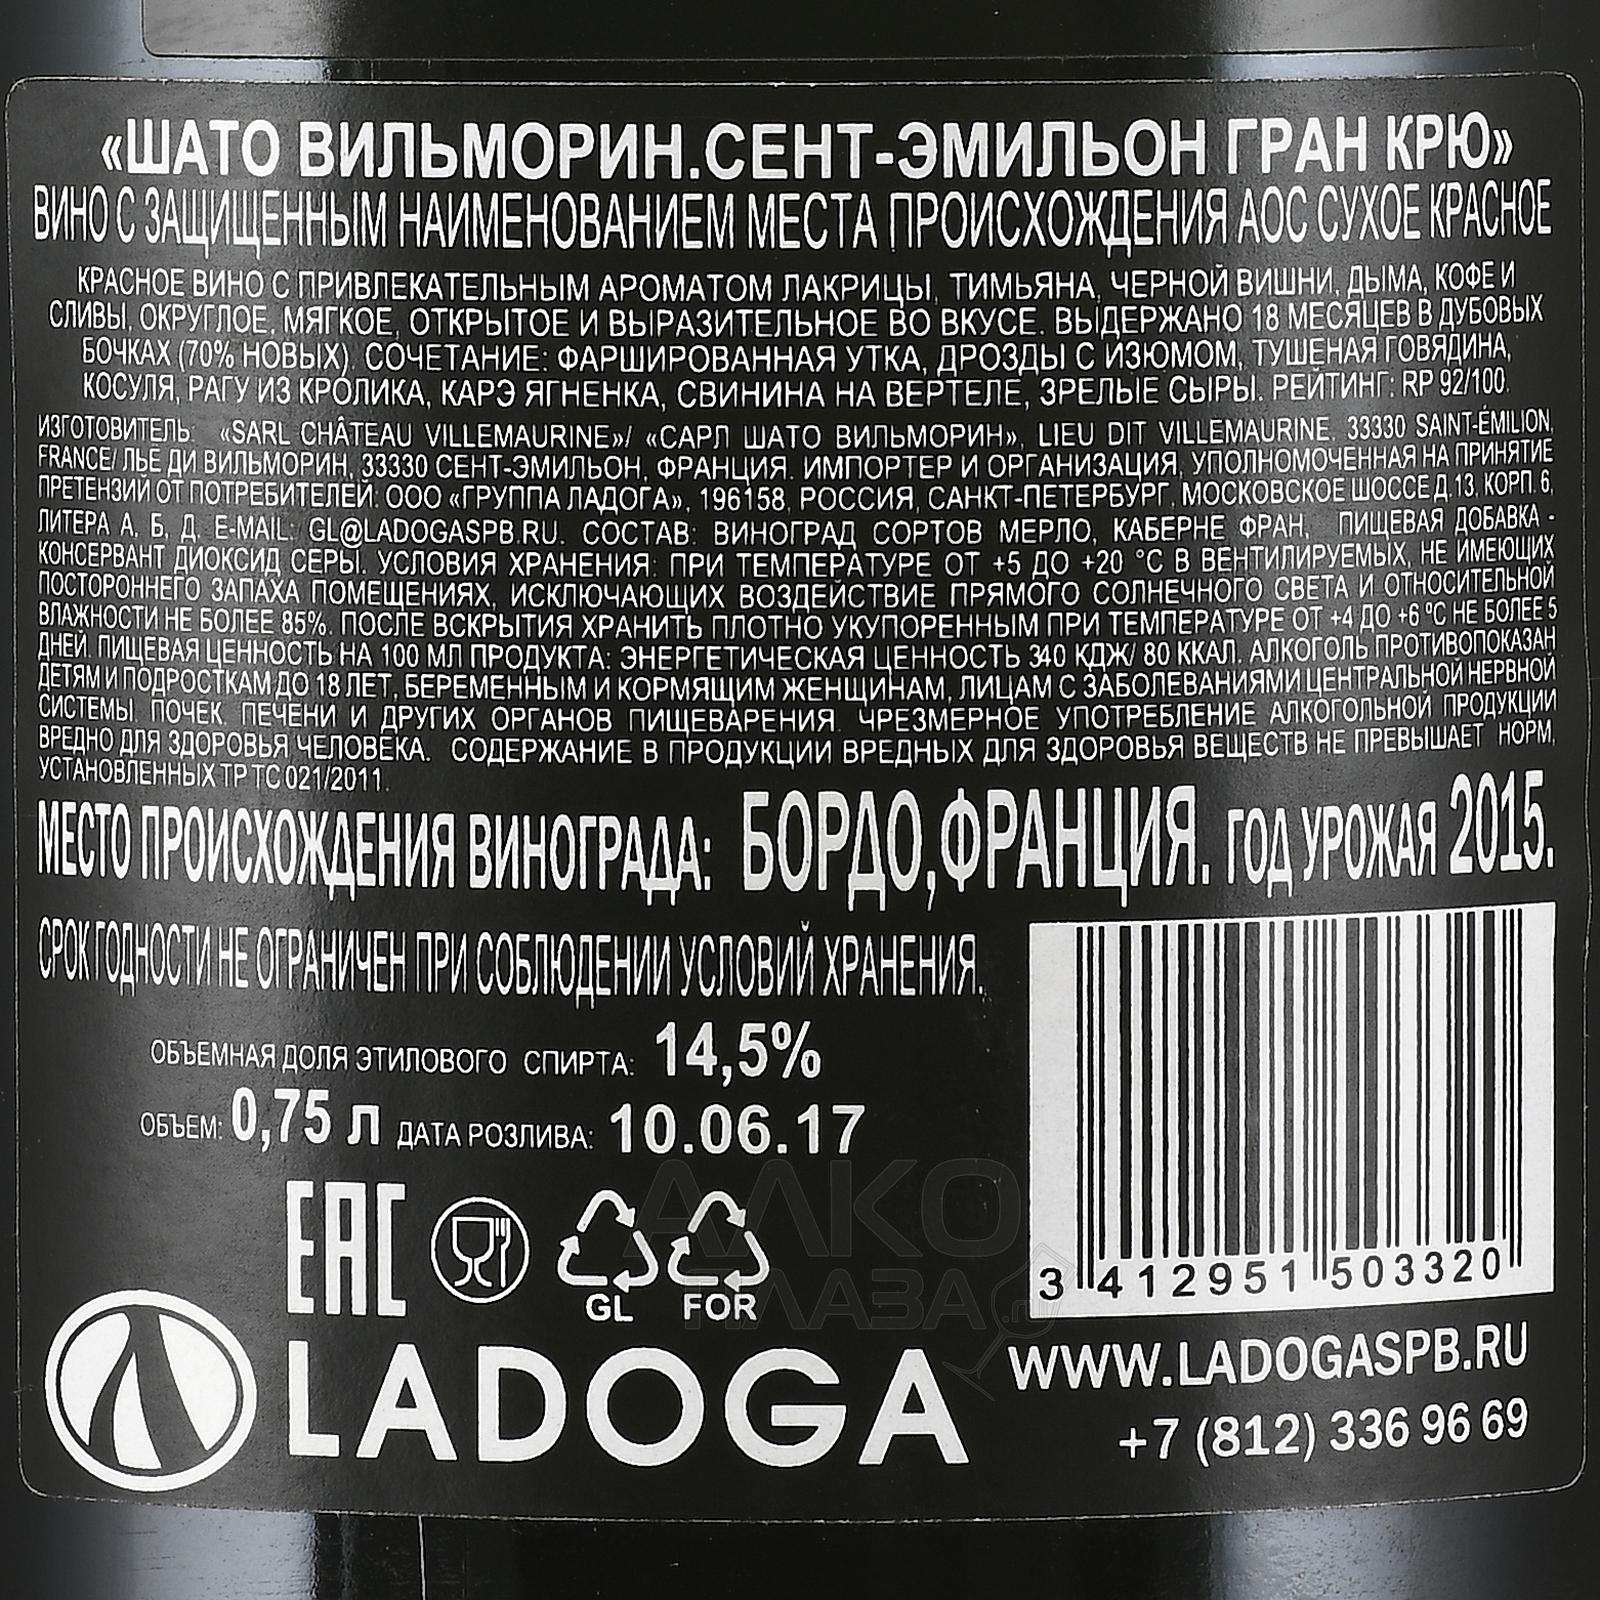 «ШАТО ВИЛЬМОРИН.СЕНТ-ЭМИЛЬОН ГРАН КРЮ»
ВИНО С ЗАЩИЩЕННЫМ НАИМЕНОВАНИЕМ МЕСТА ПРОИСХОЖДЕНИЯ АОС СУХОЕ КРАСНОЕ
КРАСНОЕ ВИНО С ПРИВЛЕКАТЕЛЬНЫМ АРОМАТОМ ЛАКРИЦЫ, ТИМЬЯНА, ЧЕРНОЙ ВИШНИ, ДЫМА, КОФЕ И
СЛИВЫ, ОКРУГЛОЕ, МЯГКОЕ, ОТКРЫТОЕ И ВЫРАЗИТЕЛЬНОЕ ВО ВКУСЕ. ВЫДЕРЖАНО 18 МЕСЯЦЕВ В ДУБОВЫХ
БОЧКАХ (70% НОВЫХ). СОЧЕТАНИЕ: ФАРШИРОВАННАЯ УТКА, ДРОЗДЫ С ИЗЮМОМ, ТУШЕНАЯ ГОВЯДИНА,
КОСУЛЯ, РАГУ ИЗ КРОЛИКА, КАРЭ ЯГНЕНКА, СВИНИНА НА ВЕРТЕЛЕ, ЗРЕЛЫЕ СЫРЫ. РЕЙТИНГ: RP 92/100.
ИЗГОТОВИТЕЛЬ: «SARL CHÂTEAU VILLEMAURINE»/ «САРЛ ШАТО ВИЛЬМОРИН», LIEU DIT VILLEMAURINE, 33330 SAINT-ÉMILION,
FRANCE/ ЛЬЕ ДИ ВИЛЬМОРИН, 33330 СЕНТ-ЭМИЛЬОН, ФРАНЦИЯ. ИМПОРТЕР И ОРГАНИЗАЦИЯ, УПОЛНОМОЧЕННАЯ НА ПРИНЯТИЕ
ПРЕТЕНЗИЙ ОТ ПОТРЕБИТЕЛЕЙ: ООО «ГРУППА ЛАДОГА», 196158, РОССИЯ, САНКТ-ПЕТЕРБУРГ, МОСКОВСКОЕ ШОССЕ Д.13, КОРП. 6,
ЛИТЕРА А, Б, Д. E-MAIL: GL@LADOGASPB.RU. СОСТАВ: ВИНОГРАД СОРТОВ МЕРЛО, КАБЕРНЕ ФРАН, ПИЩЕВАЯ ДОБАВКА -
КОНСЕРВАНТ ДИОКСИД СЕРЫ. УСЛОВИЯ ХРАНЕНИЯ: ПРИ ТЕМПЕРАТУРЕ ОТ +5 ДО +20 °С В ВЕНТИЛИРУЕМЫХ, НЕ ИМЕЮЩИХ
ПОСТОРОННЕГО ЗАПАХА ПОМЕЩЕНИЯХ, ИСКЛЮЧАЮЩИХ ВОЗДЕЙСТВИЕ ПРЯМОГО СОЛНЕЧНОГО СВЕТА И ОТНОСИТЕЛЬНОЙ
ВЛАЖНОСТИ НЕ БОЛЕЕ 85%. ПОСЛЕ ВСКРЫТИЯ ХРАНИТЬ ПЛОТНО УКУПОРЕННЫМ ПРИ ТЕМПЕРАТУРЕ ОТ +4 ДО +6 °С НЕ БОЛЕЕ 5
ДНЕЙ. ПИЩЕВАЯ ЦЕННОСТЬ НА 100 МЛ ПРОДУКТА: ЭНЕРГЕТИЧЕСКАЯ ЦЕННОСТЬ 340 КДЖ/ 80 ККАЛ. АЛКОГОЛЬ ПРОТИВОПОКАЗАН
ДЕТЯМ И ПОДРОСТКАМ ДО 18 ЛЕТ, БЕРЕМЕННЫМ И КОРМЯЩИМ ЖЕНЩИНАМ, ЛИЦАМ С ЗАБОЛЕВАНИЯМИ ЦЕНТРАЛЬНОЙ НЕРВНОЙ
СИСТЕМЫ, ПОЧЕК, ПЕЧЕНИ И ДРУГИХ ОРГАНОВ ПИЩЕВАРЕНИЯ. ЧРЕЗМЕРНОЕ УПОТРЕБЛЕНИЕ АЛКОГОЛЬНОЙ ПРОДУКЦИИ
ВРЕДНО ДЛЯ ЗДОРОВЬЯ ЧЕЛОВЕКА. СОДЕРЖАНИЕ В ПРОДУКЦИИ ВРЕДНЫХ ДЛЯ ЗДОРОВЬЯ ВЕЩЕСТВ НЕ ПРЕВЫШАЕТ НОРМ,
УСТАНОВЛЕННЫХ ТР ТС 021/2011.
МЕСТО ПРОИСХОЖДЕНИЯ ВИНОГРАДА: БОРДО,ФРАНЦИЯ. ГОД УРОЖАЯ 2015.
СРОК ГОДНОСТИ НЕ ОГРАНИЧЕН ПРИ СОБЛЮДЕНИИ УСЛОВИЙ ХРАНЕНИЯ.
ОБЪЕМНАЯ ДОЛЯ ЭТИЛОВОГО СПИРТА: 14,5%
ОБЪЕМ: 0,75 л ДАТА РОЗЛИВА: 10.06.17
ЕАС
GL FOR
3 412951 503320
АЛКО
ПЛАЗА.ru
LADOGA
WWW.LADOGASPB.RU
+7 (812) 336 96 69